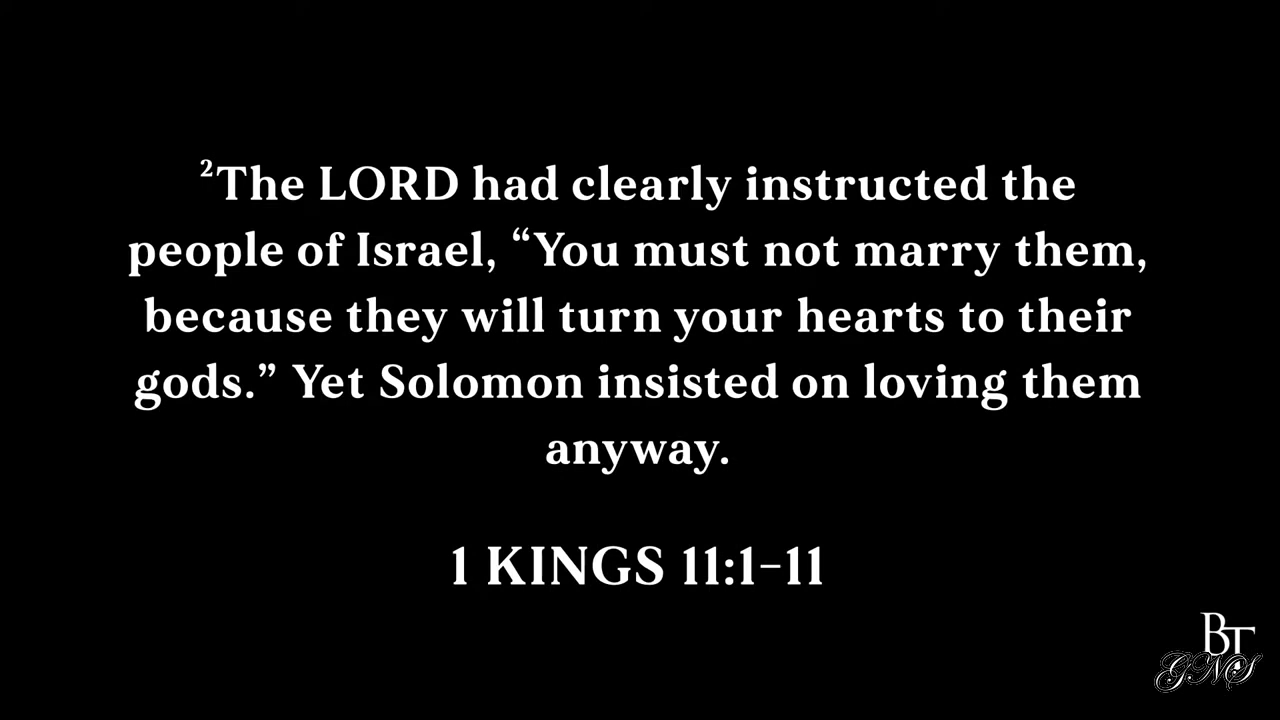 ²The LORD had clearly instructed the
people of Israel, “You must not marry them,
because they will turn your hearts to their
gods.” Yet Solomon insisted on loving them
anyway.
1 KINGS 11:1–11
BT
GNS